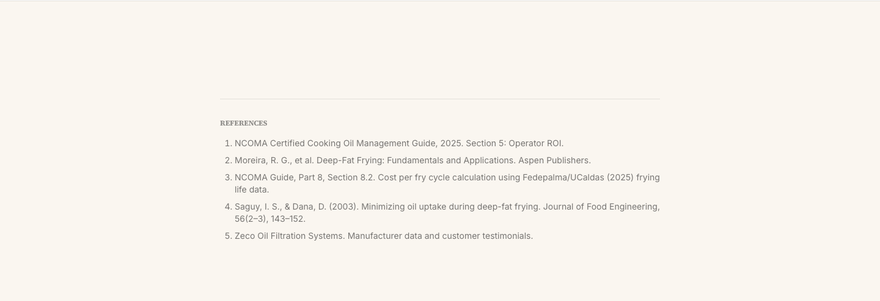 REFERENCES
1. NCOMA Certified Cooking Oil Management Guide, 2025. Section 5: Operator ROI.
2. Moreira, R. G., et al. Deep-Fat Frying: Fundamentals and Applications. Aspen Publishers.
3. NCOMA Guide, Part 8, Section 8.2. Cost per fry cycle calculation using Fedepalma/UCaldas (2025) frying
life data.
4. Saguy, I. S., & Dana, D. (2003). Minimizing oil uptake during deep-fat frying. Journal of Food Engineering,
56(2–3), 143–152.
5. Zeco Oil Filtration Systems. Manufacturer data and customer testimonials.